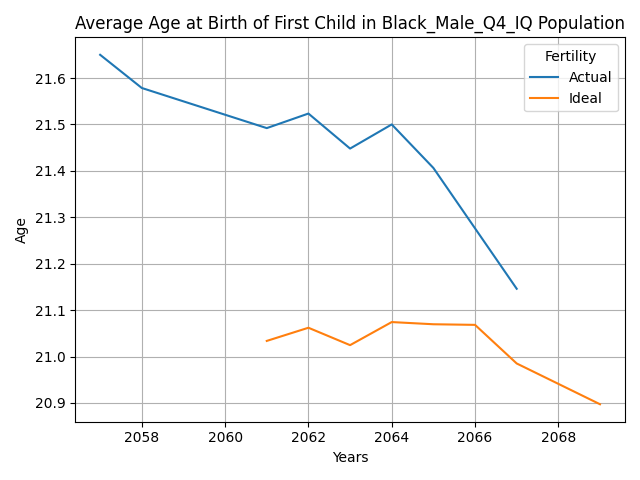 Average Age at Birth of First Child in Black_Male_Q4_IQ Population
Fertility
Actual
Ideal
21.6
21.5
21.4
21.3
21.2
21.1
21.0
20.9
Age
2058 2060 2062 2064 2066 2068
Years